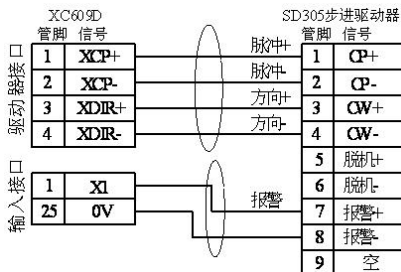 XC609D SD305步进驱动器
管脚 信号 管脚 信号
驱动器接口
1 XCP+ 脉冲+ 1 CP+
2 XCP- 脉冲- 2 CP-
3 XDIR+ 方向+ 3 CW+
4 XDIR- 方向- 4 CW-
5 脱机+
输入接口
1 X1 6 脱机-
25 0V 报警 7 报警+
8 报警-
9 空